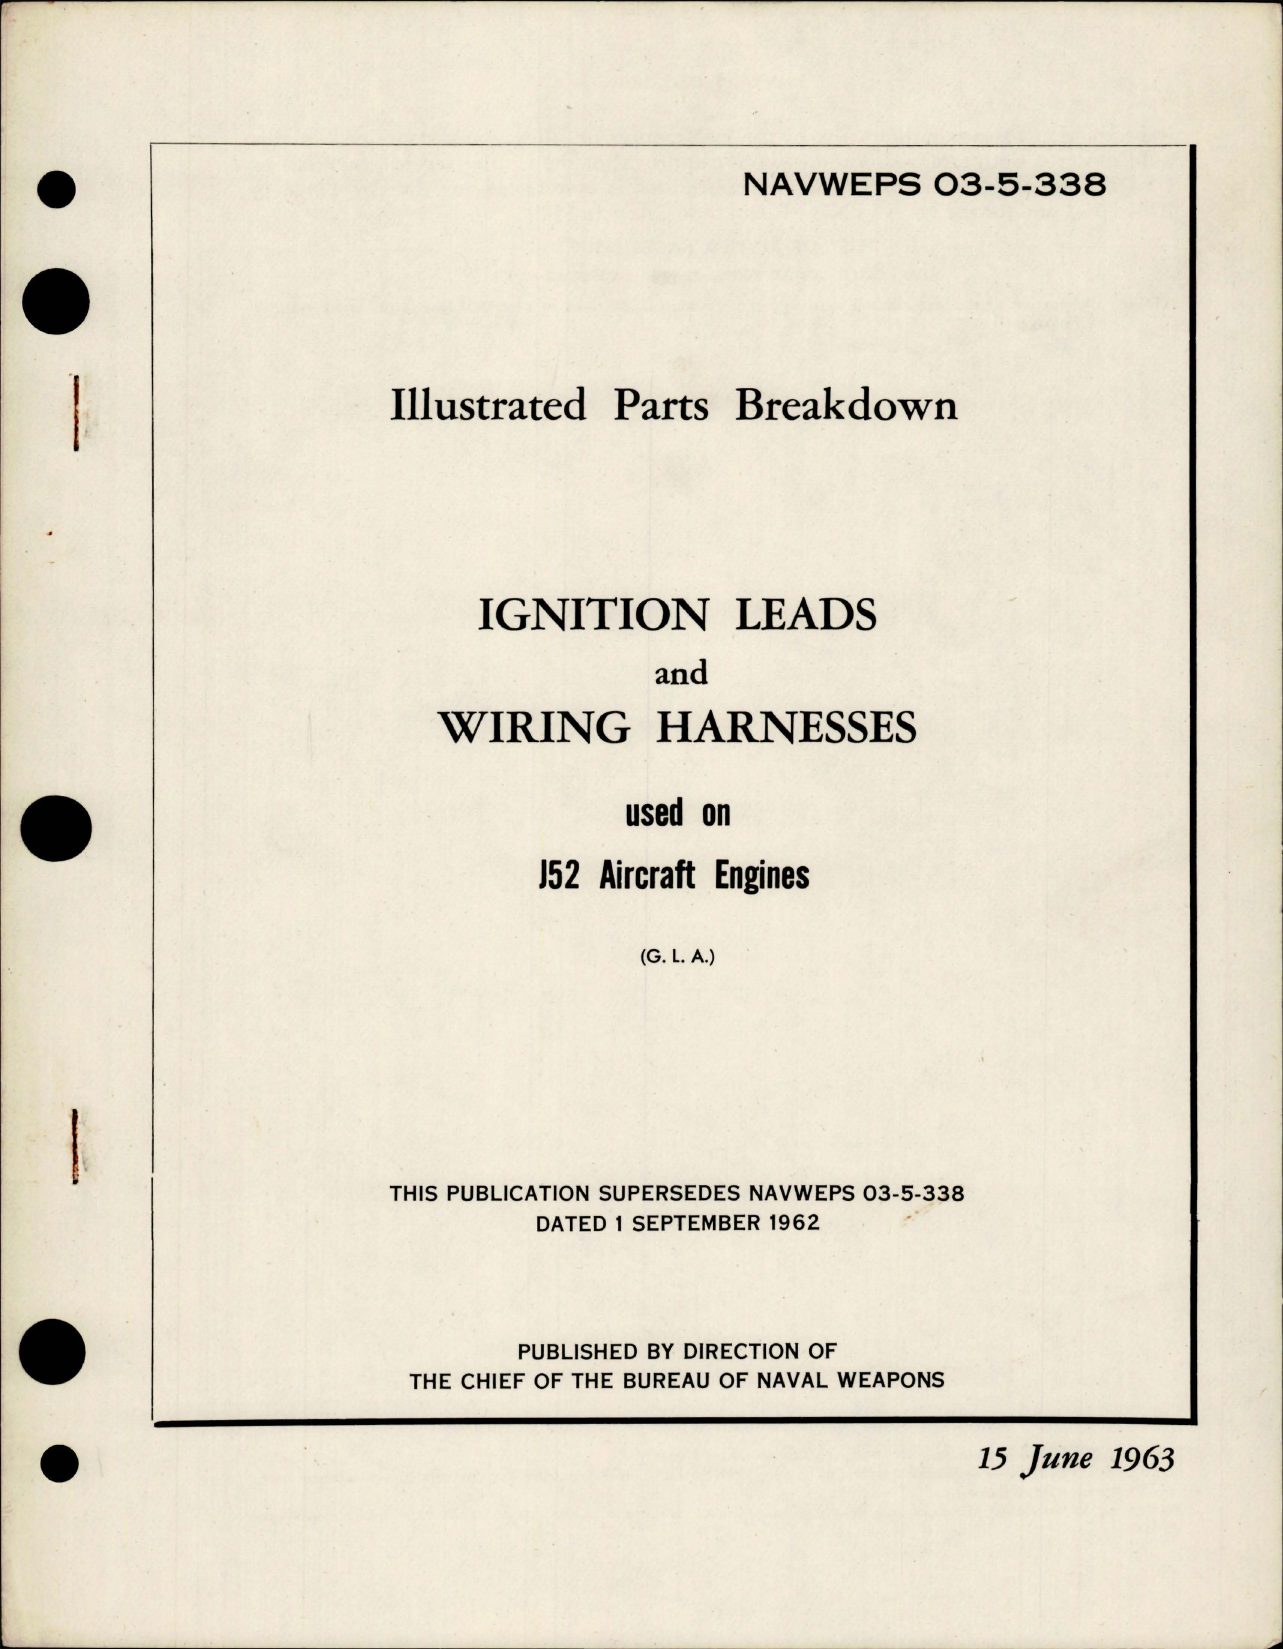 NAVWEPS 03-5-338
Illustrated Parts Breakdown
IGNITION LEADS
and
WIRING HARNESSES
used on
J52 Aircraft Engines
(G. L. A.)
THIS PUBLICATION SUPERSEDES NAVWEPS 03-5-338
DATED 1 SEPTEMBER 1962
PUBLISHED BY DIRECTION OF
THE CHIEF OF THE BUREAU OF NAVAL WEAPONS
15 June 1963